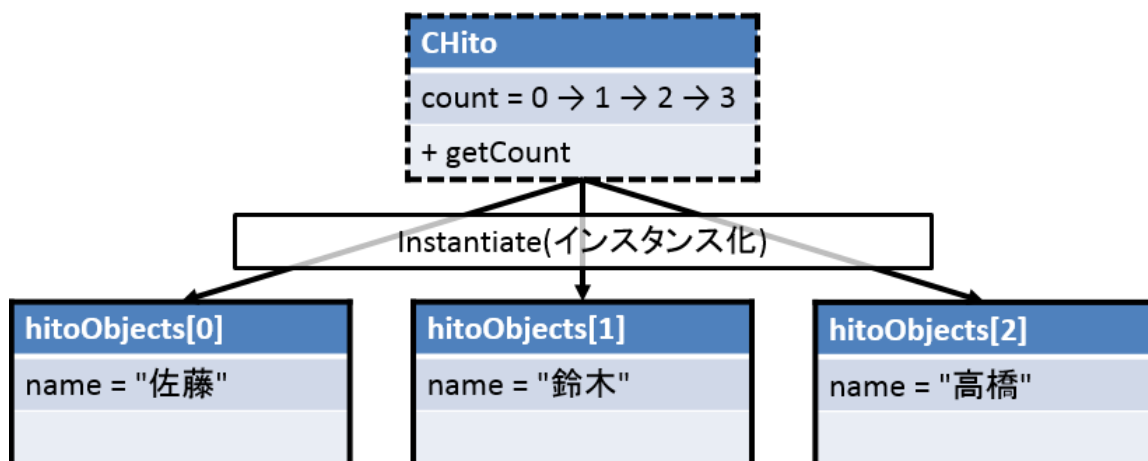 CHito
count = 0 → 1 → 2 → 3
+ getCount
Instantiate(インスタンス化)
hitoObjects[0]
name = "佐藤"
hitoObjects[1]
name = "鈴木"
hitoObjects[2]
name = "高橋"